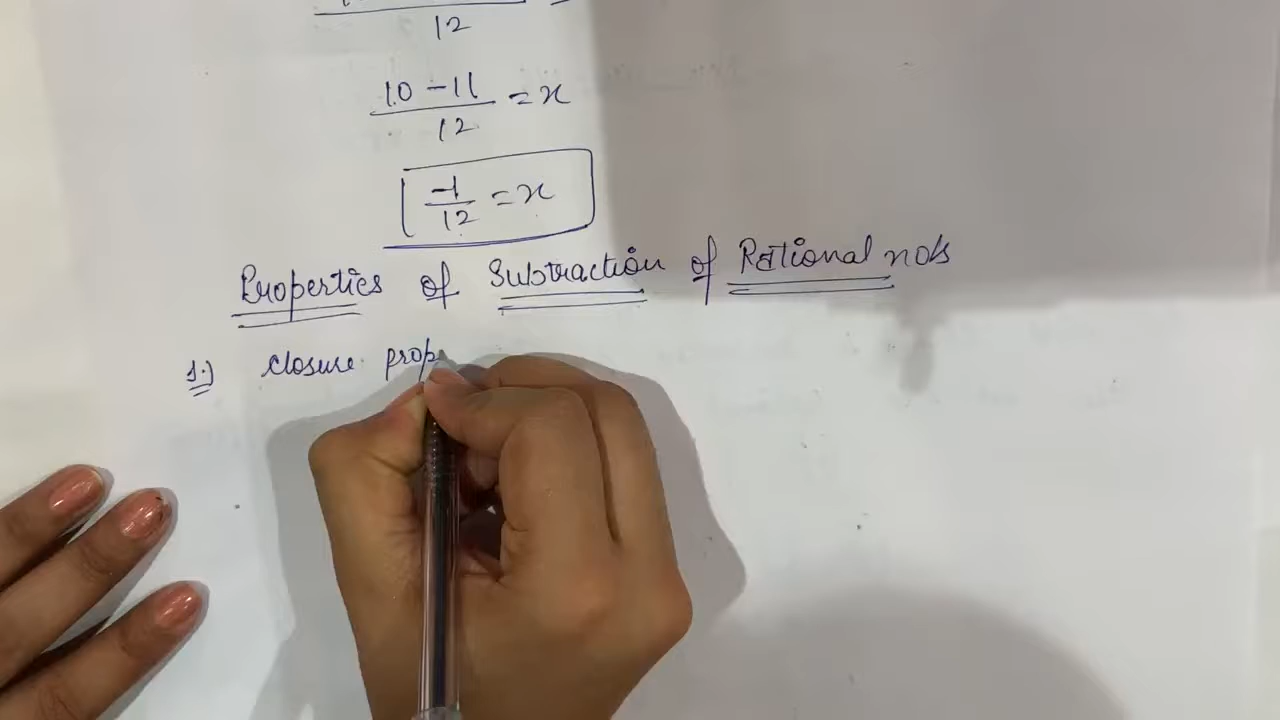 12
10 - 11 = x
12
-1 = x
12
Properties of Subtraction of Rational nos
1.) Closure prop